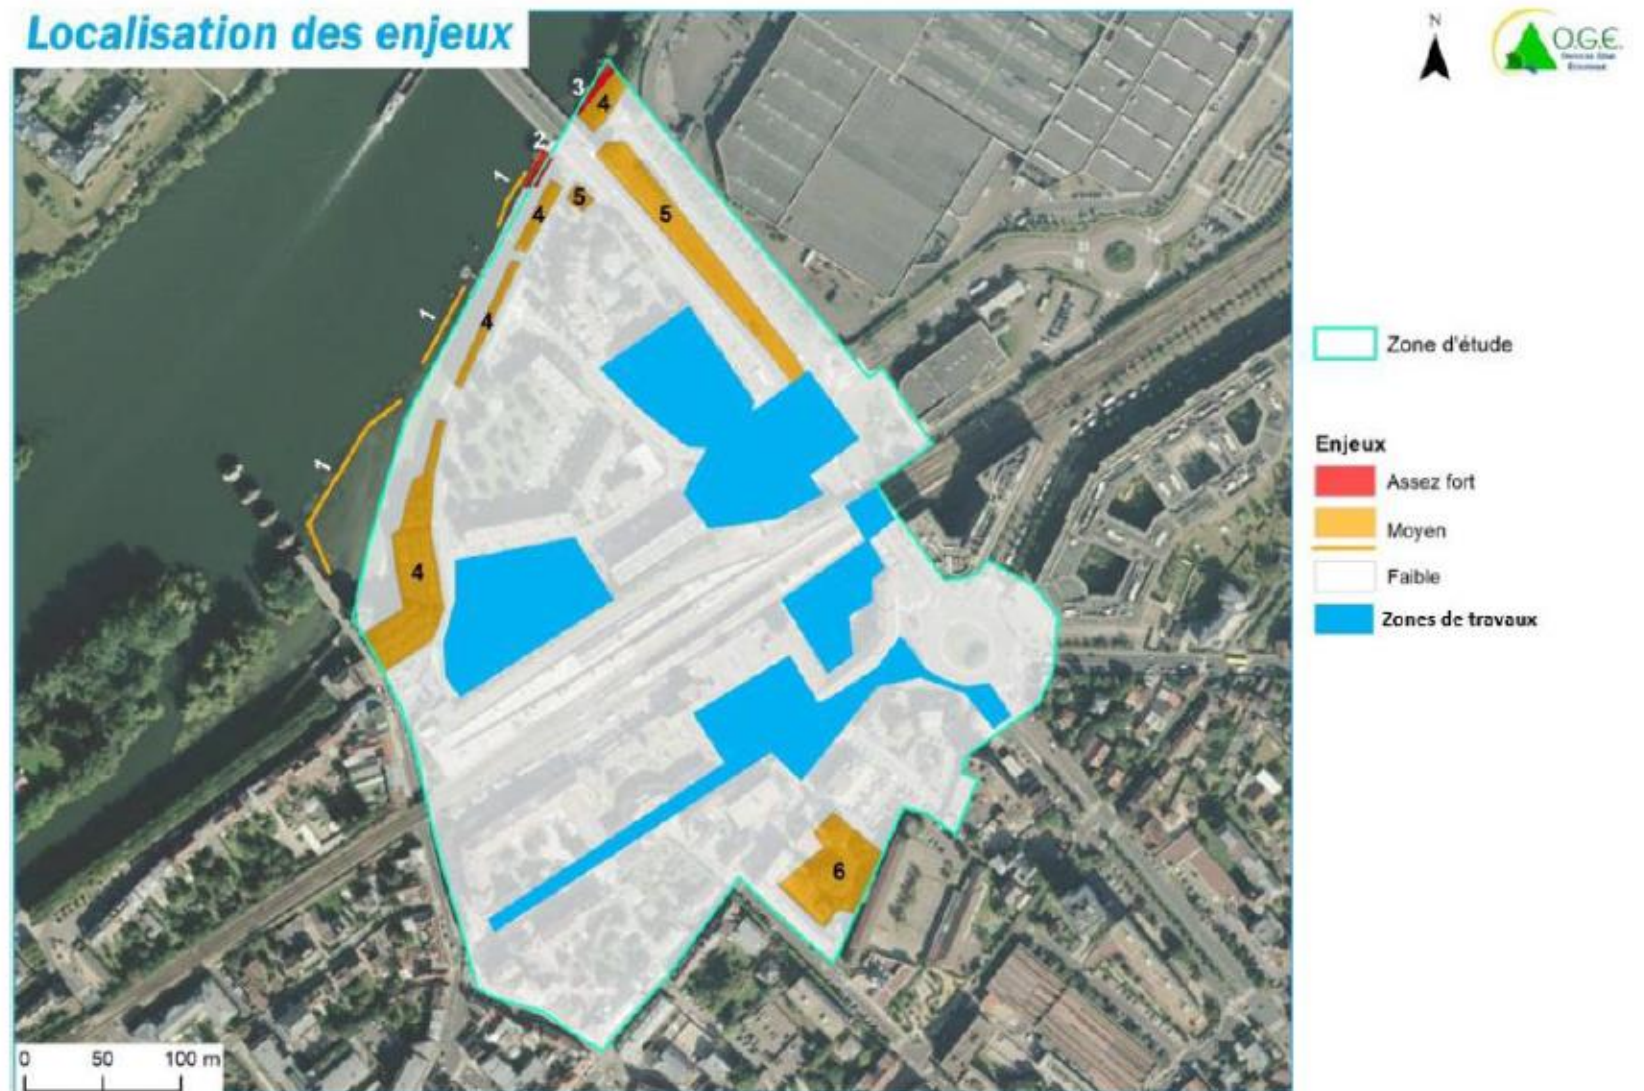 Localisation des enjeux
N
O.G.E.
3
4
2
1
5
4
5
1
4
1
4
6
Zone d'étude
Enjeux
Assez fort
Moyen
Faible
Zones de travaux
0 50 100 m